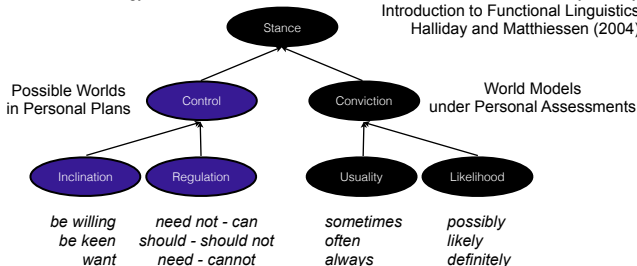 Introduction to Functional Linguistics
Halliday and Matthiessen (2004)
Stance
Possible Worlds
in Personal Plans
Control
Conviction
World Models
under Personal Assessments
Inclination
Regulation
Usuality
Likelihood
be willing
be keen
want
need not - can
should - should not
need - cannot
sometimes
often
always
possibly
likely
definitely